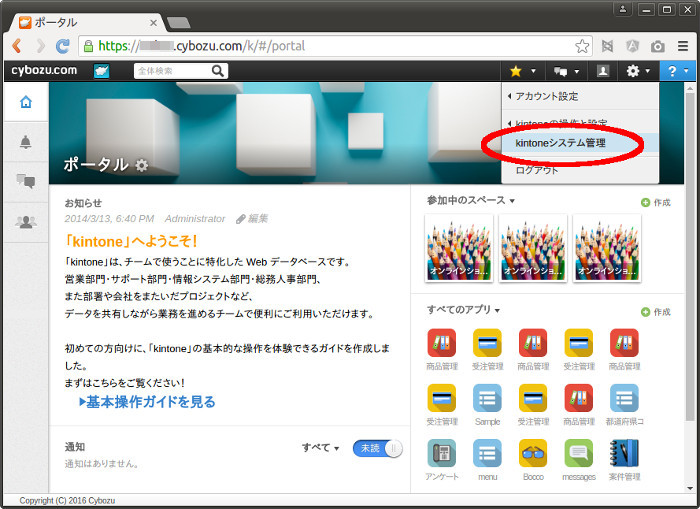 ポータル
https://
.cybozu.com/k/#/portal
cybozu.com
全体検索
?
アカウント設定
kintoneの操作と設定
kintoneシステム管理
ログアウト
ポータル
お知らせ
2014/3/13, 6:40 PM Administrator 編集
「kintone」へようこそ!
「kintone」は、チームで使うことに特化した Web データベースです。
営業部門・サポート部門・情報システム部門・総務人事部門、
また部署や会社をまたいだプロジェクトなど、
データを共有しながら業務を進めるチームで便利にご利用いただけます。
初めての方向けに、「kintone」の基本的な操作を体験できるガイドを作成しま
した。
まずはこちらをご覧ください!
▶基本操作ガイドを見る
通知
すべて
未読
通知はありません。
参加中のスペース
作成
オンラインショ... オンラインショ... オンラインショ...
すべてのアプリ
作成
商品管理 受注管理 商品管理 受注管理 商品管理
受注管理 Sample 受注管理 商品管理 都道府県コ
アンケート menu Bocco messages 案件管理
Copyright (C) 2016 Cybozu